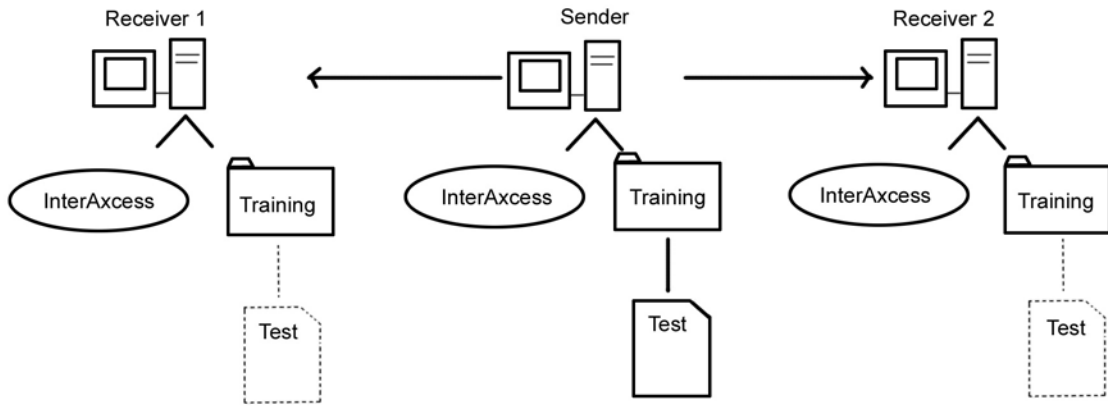 Receiver 1
Sender
Receiver 2
InterAxcess
Training
InterAxcess
Training
InterAxcess
Training
Test
Test
Test